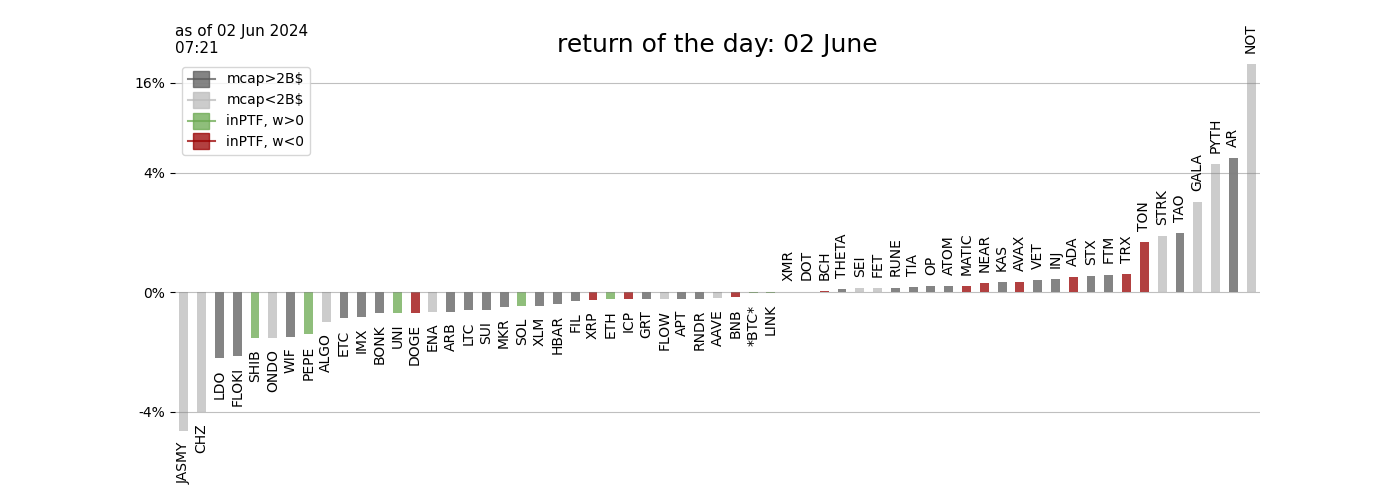 as of 02 Jun 2024
07:21
return of the day: 02 June
mcap>2B$
mcap<2B$
inPTF, w>0
inPTF, w<0
16%
4%
0%
-4%
JASMY
CHZ
LDO
FLOKI
SHIB
ONDO
WIF
PEPE
ALGO
ETC
IMX
BONK
UNI
DOGE
ENA
ARB
LTC
SUI
MKR
SOL
XLM
HBAR
FIL
XRP
ETH
ICP
GRT
FLOW
APT
RNDR
AAVE
BNB
*BTC*
LINK
XMR
DOT
BCH
THETA
SEI
FET
RUNE
TIA
OP
ATOM
MATIC
NEAR
KAS
AVAX
VET
INJ
ADA
STX
FTM
TRX
TON
STRK
TAO
GALA
PYTH
AR
NOT